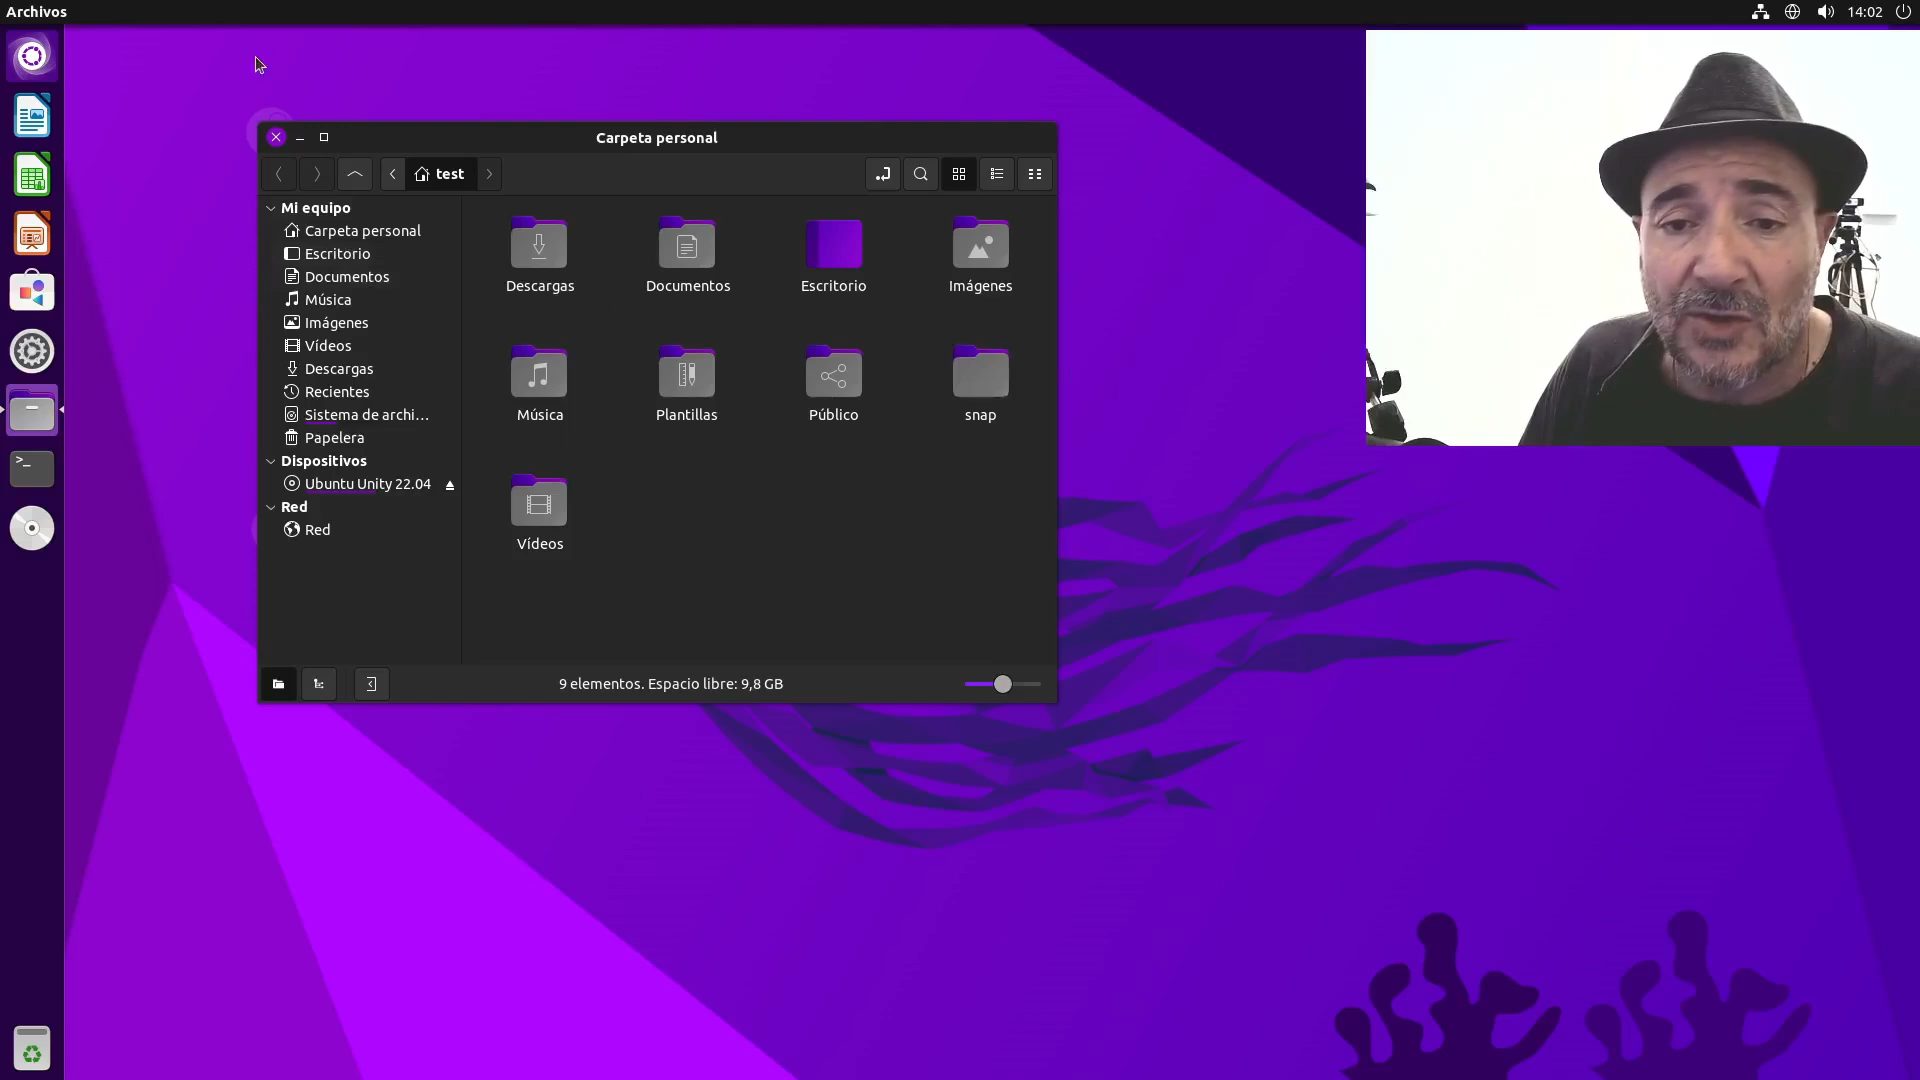 Archivos
14:02
Carpeta personal
test
Mi equipo
Carpeta personal
Escritorio
Documentos
Música
Imágenes
Vídeos
Descargas
Recientes
Sistema de archi...
Papelera
Dispositivos
Ubuntu Unity 22.04
Red
Red
Descargas
Documentos
Escritorio
Imágenes
Música
Plantillas
Público
snap
Vídeos
9 elementos. Espacio libre: 9,8 GB
>_